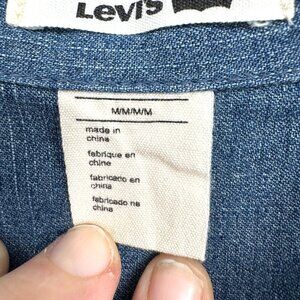 Levi's
M/M/M/M
made in
china
fabrique en
chine
fabricado en
china
fabricado na
china